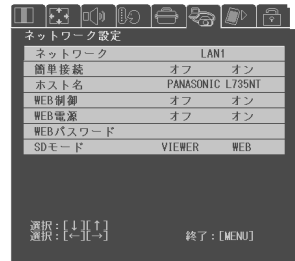 ネットワーク設定
ネットワーク LAN1
簡単接続 オフ オン
ホスト名 PANASONIC L735NT
WEB制御 オフ オン
WEB電源 オフ オン
WEBパスワード
SDモード VIEWER WEB
選択:[↓][↑]
選択:[←][→] 終了:[MENU]